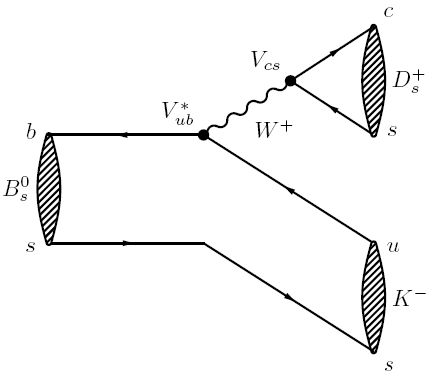 c
V_{cs}
D_s^+
V_{ub}^*
W^+
s
b
B_s^0
s
u
K^-
s